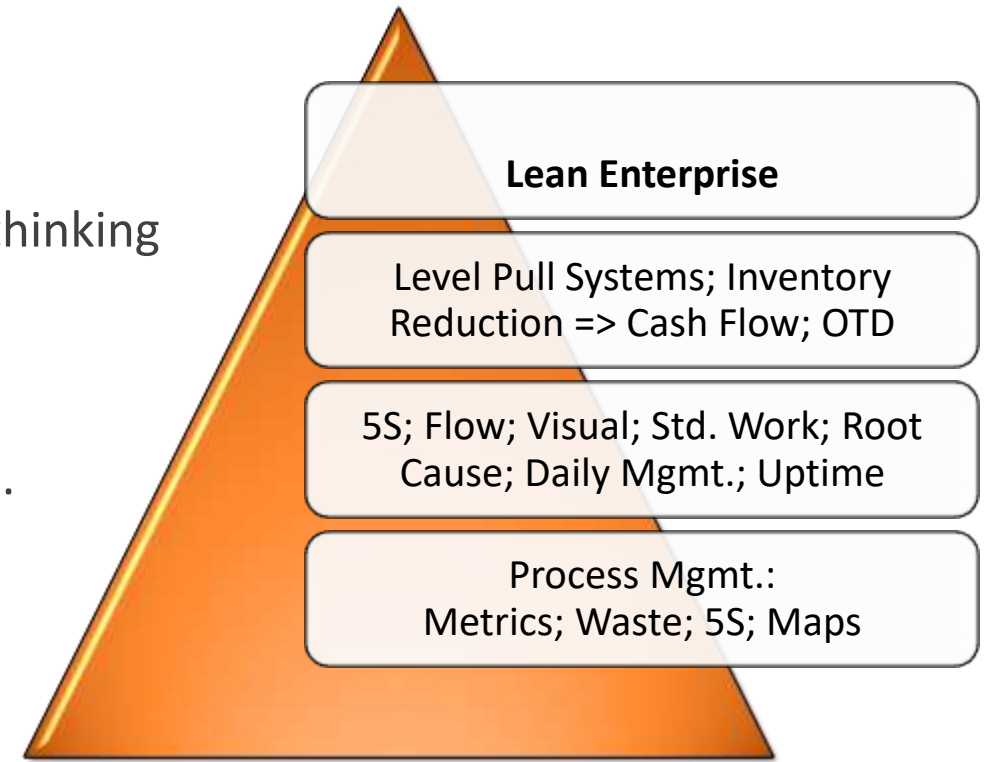 Lean Enterprise
thinking
Level Pull Systems; Inventory
Reduction => Cash Flow; OTD
5S; Flow; Visual; Std. Work; Root
Cause; Daily Mgmt.; Uptime
.
Process Mgmt.:
Metrics; Waste; 5S; Maps